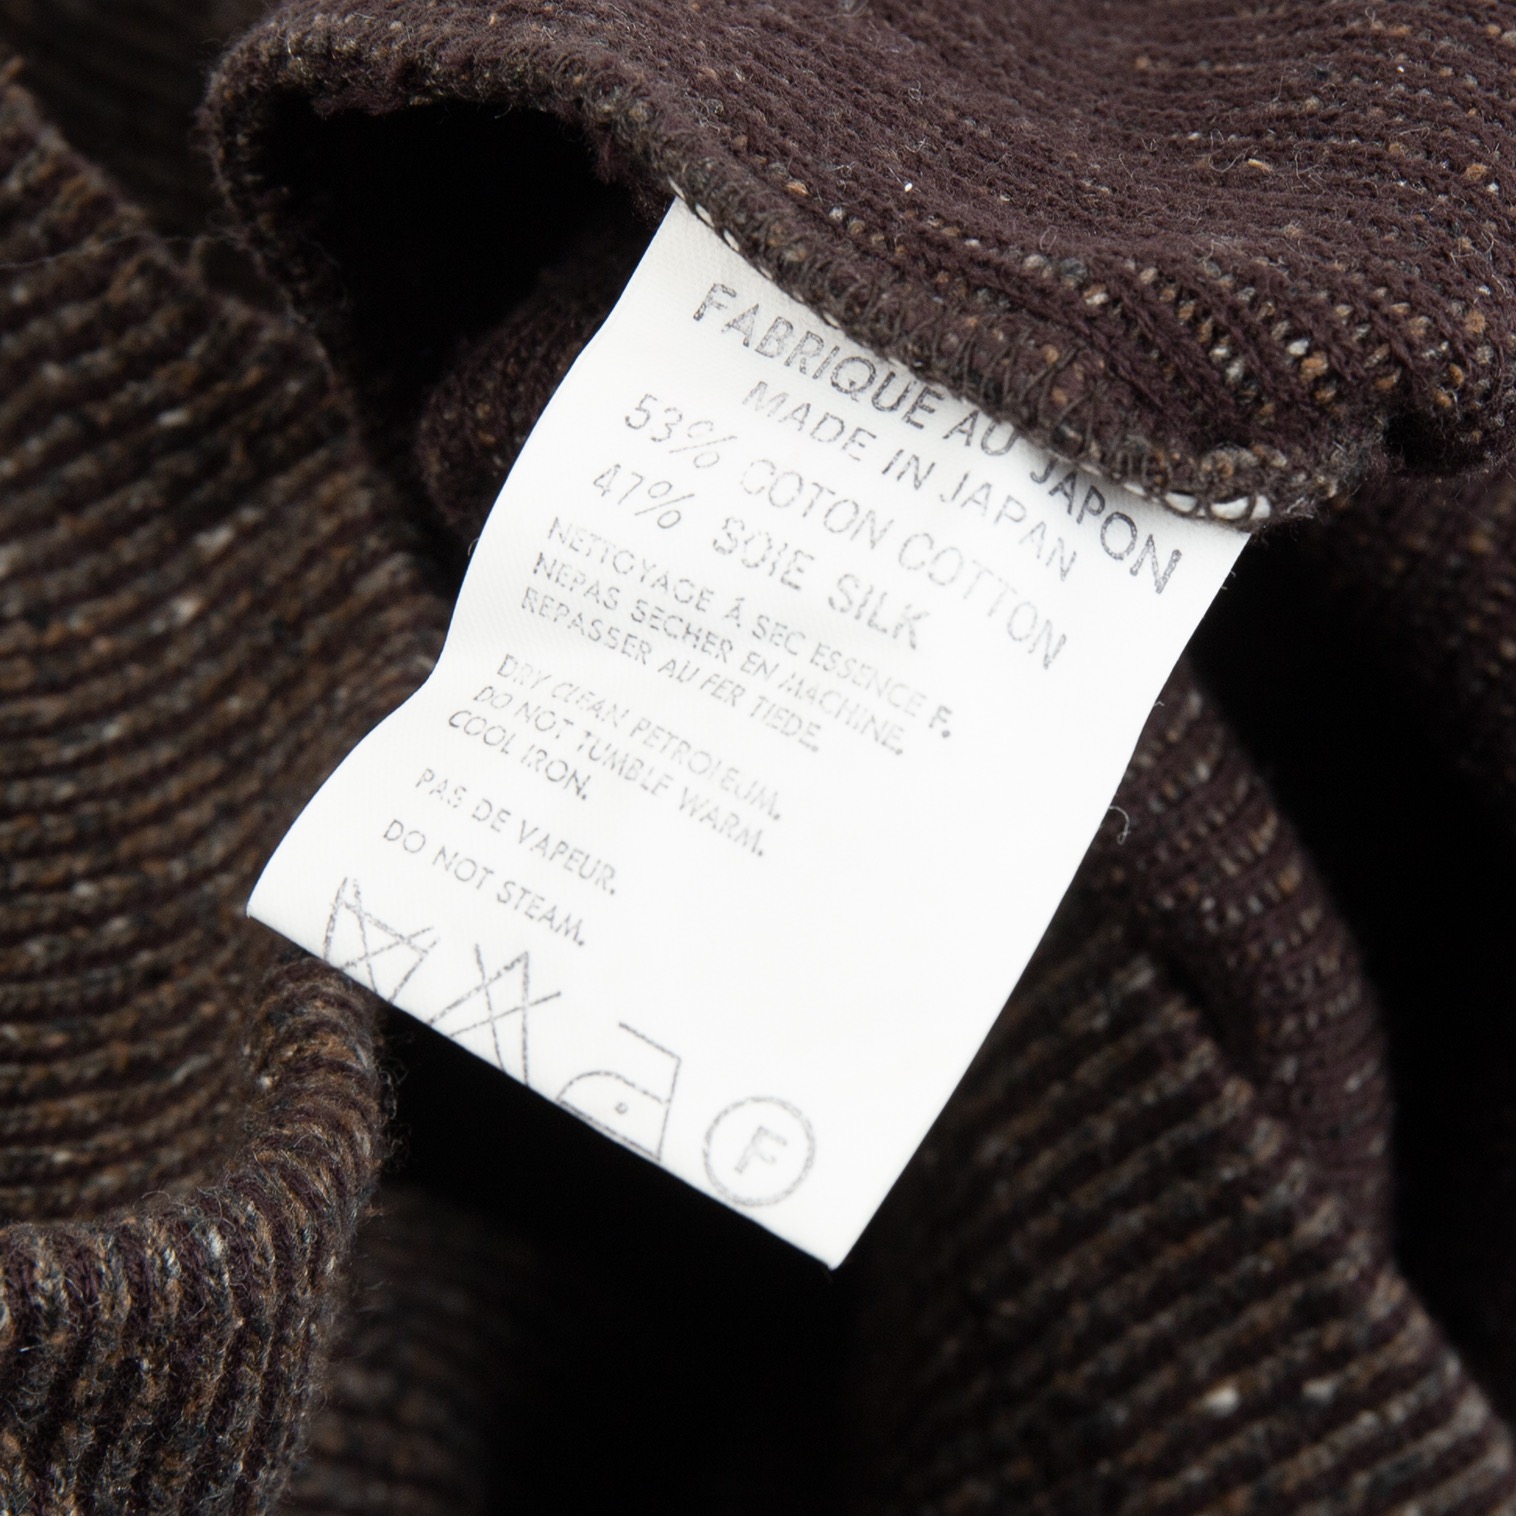 FABRIQUE AU JAPON
MADE IN JAPAN
53% COTON COTTON
47% SOIE SILK
NETTOYAGE Á SEC ESSENCE F.
NEPAS SECHER EN MACHINE.
REPASSER AU FER TIEDE.
DRY CLEAN PETROLEUM.
DO NOT TUMBLE WARM.
COOL IRON.
PAS DE VAPEUR.
DO NOT STEAM.
F